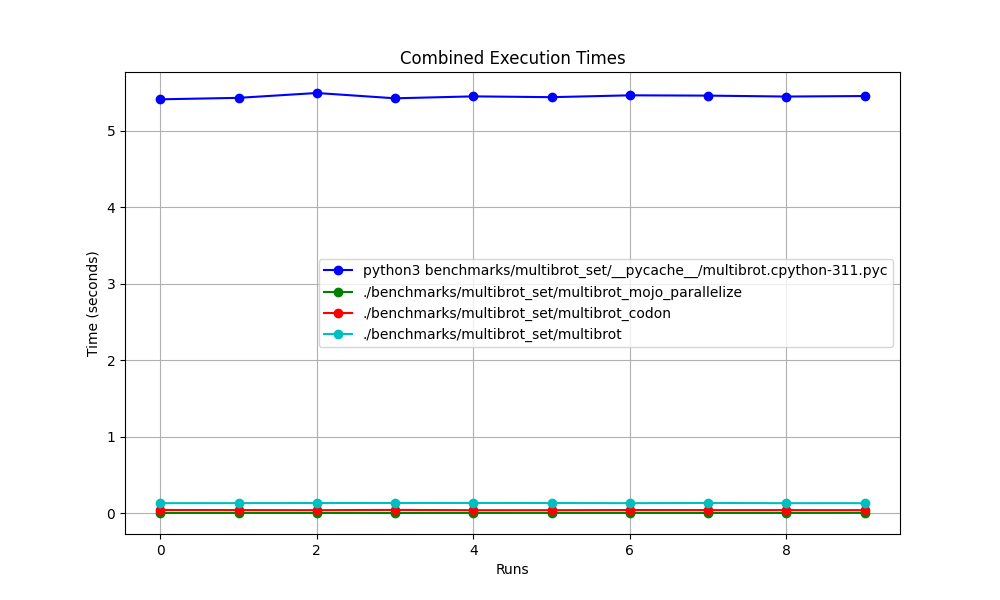 Combined Execution Times
5
4
3
2
1
0
Time (seconds)
python3 benchmarks/multibrot_set/__pycache__/multibrot.cpython-311.pyc
./benchmarks/multibrot_set/multibrot_mojo_parallelize
./benchmarks/multibrot_set/multibrot_codon
./benchmarks/multibrot_set/multibrot
0 2 4 6 8
Runs